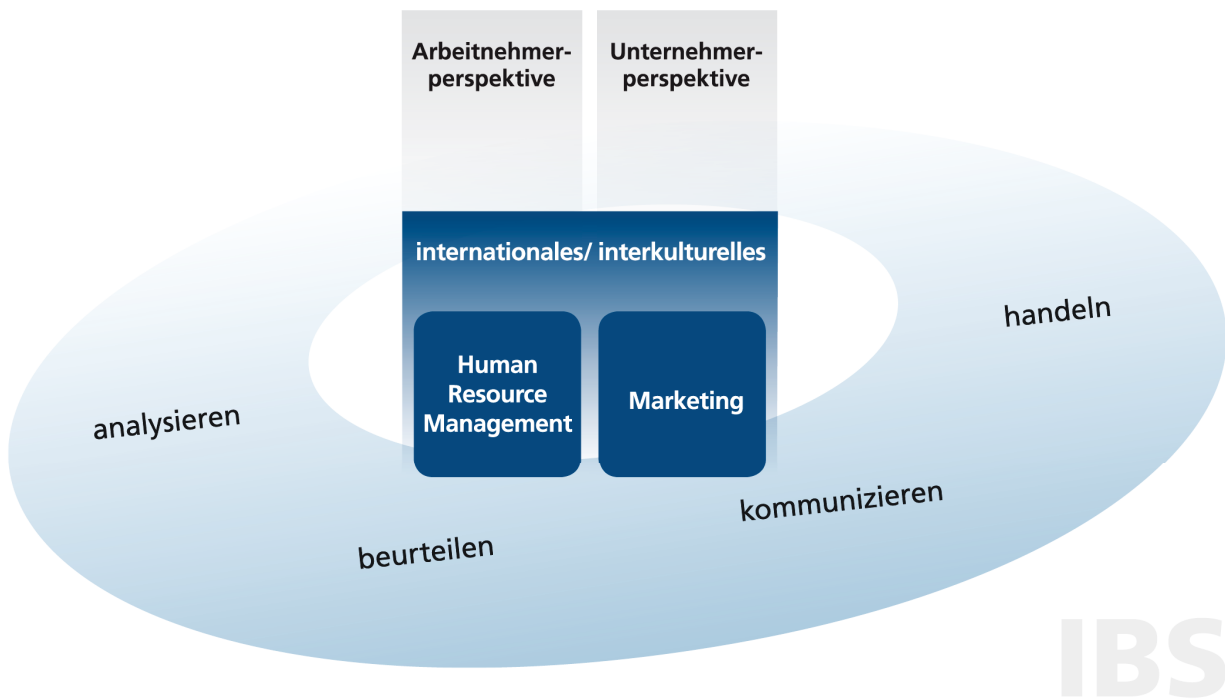 Arbeitnehmer-
perspektive
Unternehmer-
perspektive
internationales/ interkulturelles
Human
Resource
Management
Marketing
analysieren
beurteilen
kommunizieren
handeln
IBS